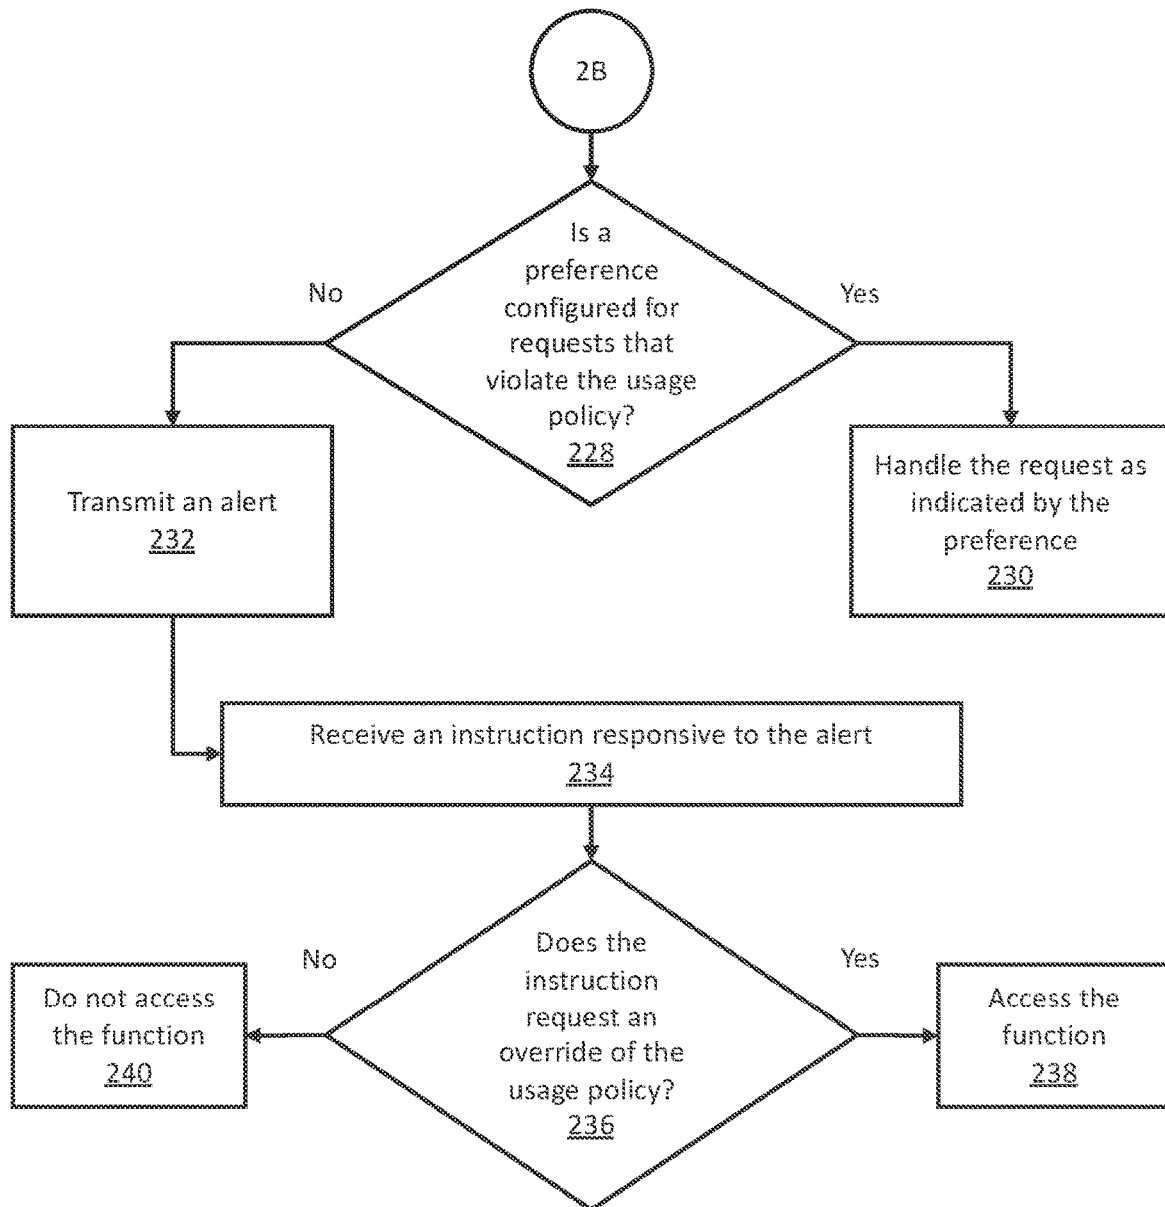 2B
Is a
preference
configured for
requests that
violate the usage
policy?
228
No
Yes
Transmit an alert
232
Handle the request as
indicated by the
preference
230
Receive an instruction responsive to the alert
234
Does the
instruction
request an
override of the
usage policy?
236
No
Yes
Do not access
the function
240
Access the
function
238